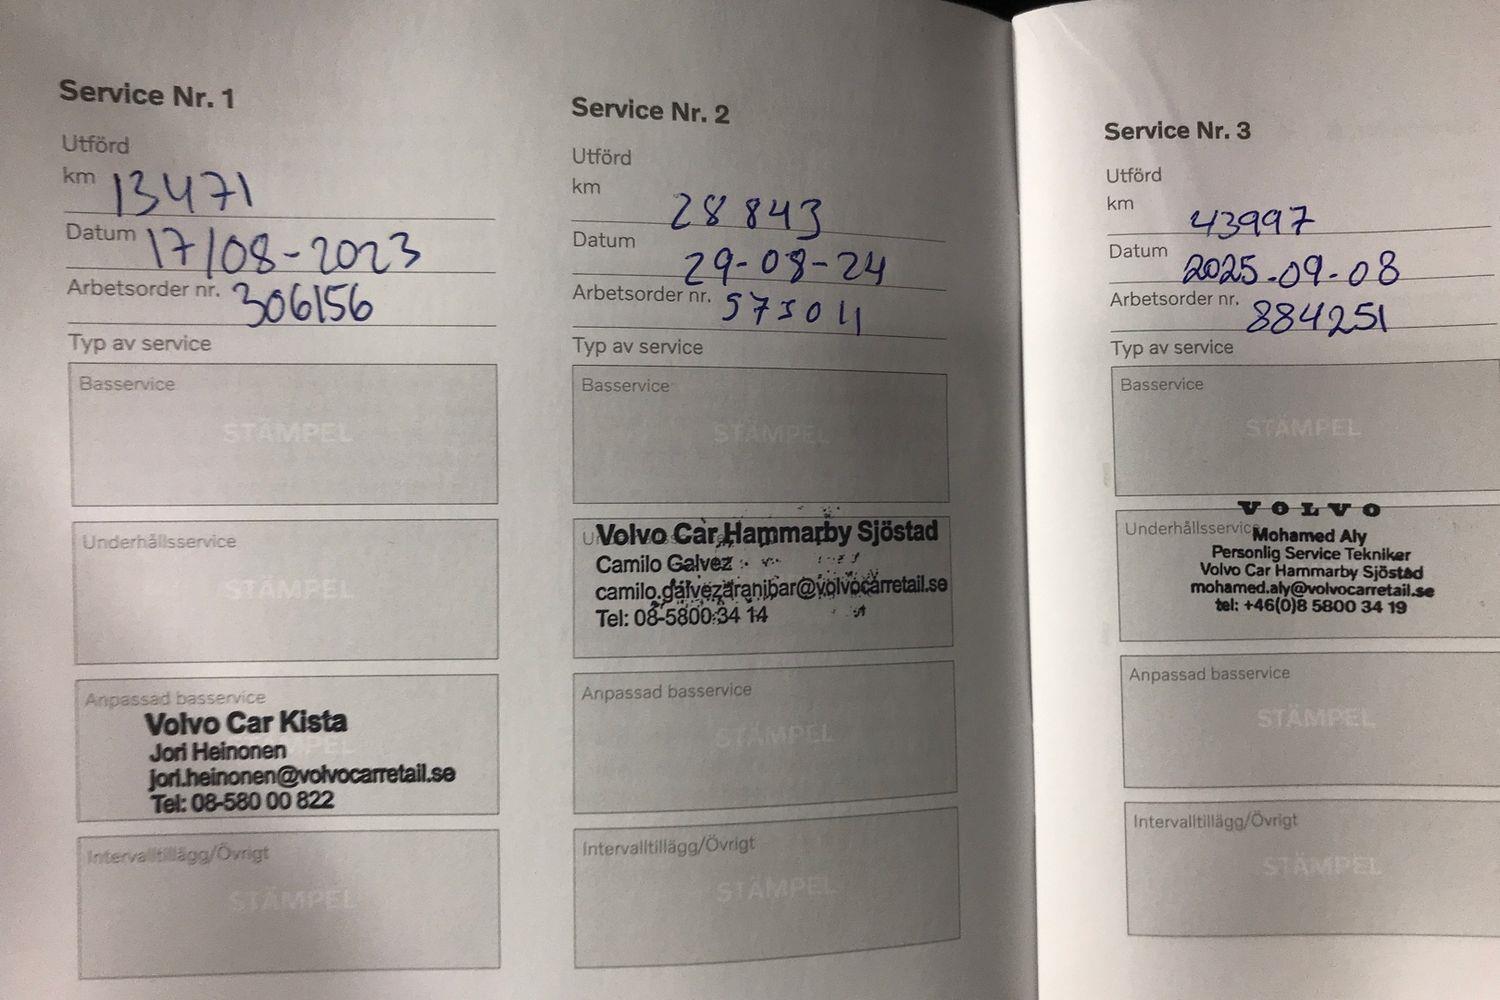 Service Nr. 1
Utförd
km 13471
Datum 17/08-2023
Arbetsorder nr. 306156
Typ av service
Basservice
STÄMPEL
Underhållsservice
STÄMPEL
Anpassad basservice
STÄMPEL
Volvo Car Kista
Jori Heinonen
jori.heinonen@volvocarretail.se
Tel: 08-580 00 822
Intervalltillägg/Övrigt
STÄMPEL
Service Nr. 2
Utförd
km 28 843
Datum 29-08-24
Arbetsorder nr. 573011
Typ av service
Basservice
STÄMPEL
Volvo Car Hammarby Sjöstad
Camilo Galvez
camilo.galvezaranibar@volvocarretail.se
Tel: 08-5800 34 14
Anpassad basservice
STÄMPEL
Intervalltillägg/Övrigt
STÄMPEL
Service Nr. 3
Utförd
km 43997
Datum 2025-09-08
Arbetsorder nr. 884251
Typ av service
Basservice
STÄMPEL
VOLVO
Underhållsservice
Mohamed Aly
Personlig Service Tekniker
Volvo Car Hammarby Sjöstad
mohamed.aly@volvocarretail.se
tel: +46(0)8 5800 34 19
Anpassad basservice
STÄMPEL
Intervalltillägg/Övrigt
STÄMPEL